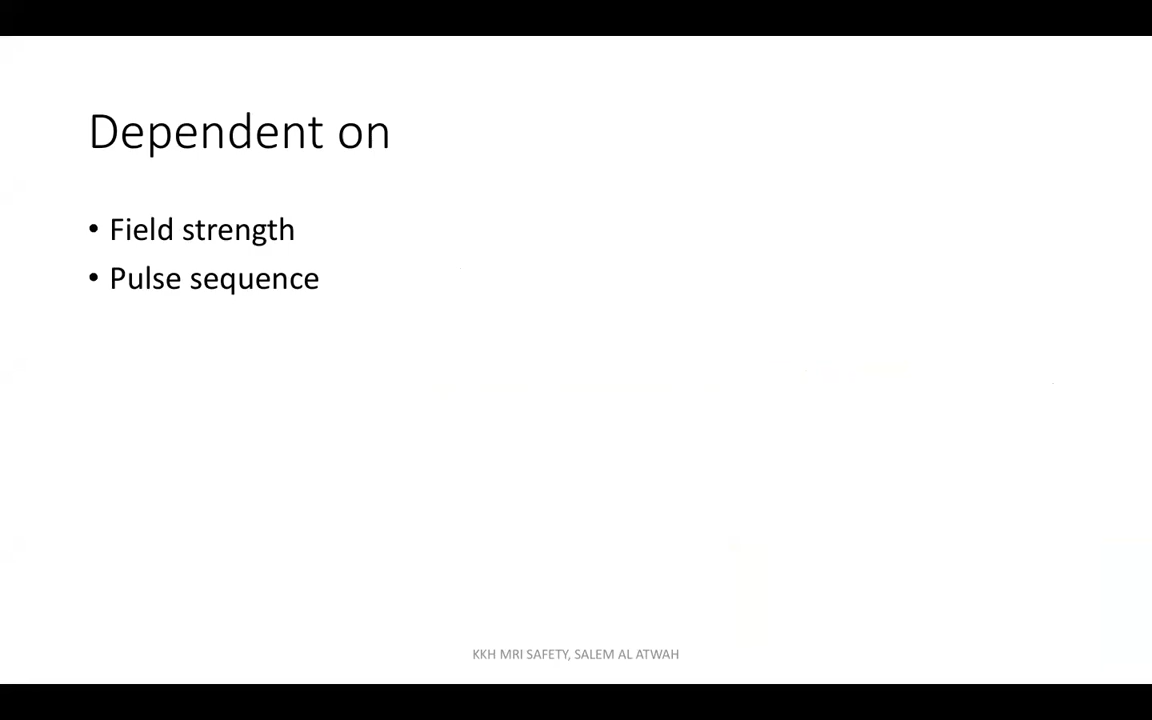 Dependent on
• Field strength
• Pulse sequence
KKH MRI SAFETY, SALEM AL ATWAH